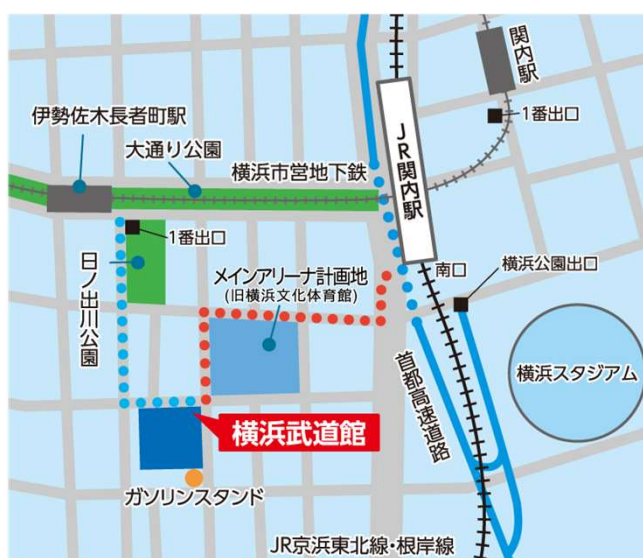 関内駅
1番出口
伊勢佐木長者町駅
大通り公園
横浜市営地下鉄
JR関内駅
1番出口
日ノ出川公園
メインアリーナ計画地
(旧横浜文化体育館)
南口
横浜公園出口
首都高速道路
横浜スタジアム
横浜武道館
ガソリンスタンド
JR京浜東北線・根岸線